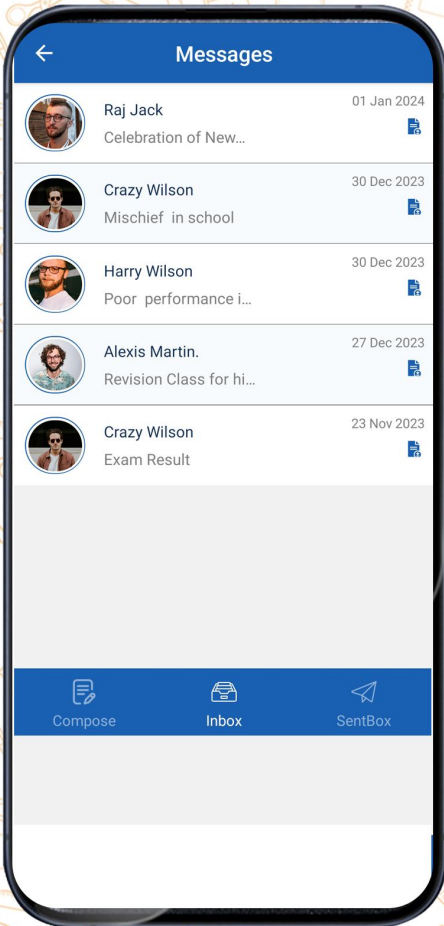 Messages
Raj Jack
01 Jan 2024
Celebration of New...
Crazy Wilson
30 Dec 2023
Mischief in school
Harry Wilson
30 Dec 2023
Poor performance i...
Alexis Martin.
27 Dec 2023
Revision Class for hi...
Crazy Wilson
23 Nov 2023
Exam Result
Compose
Inbox
SentBox